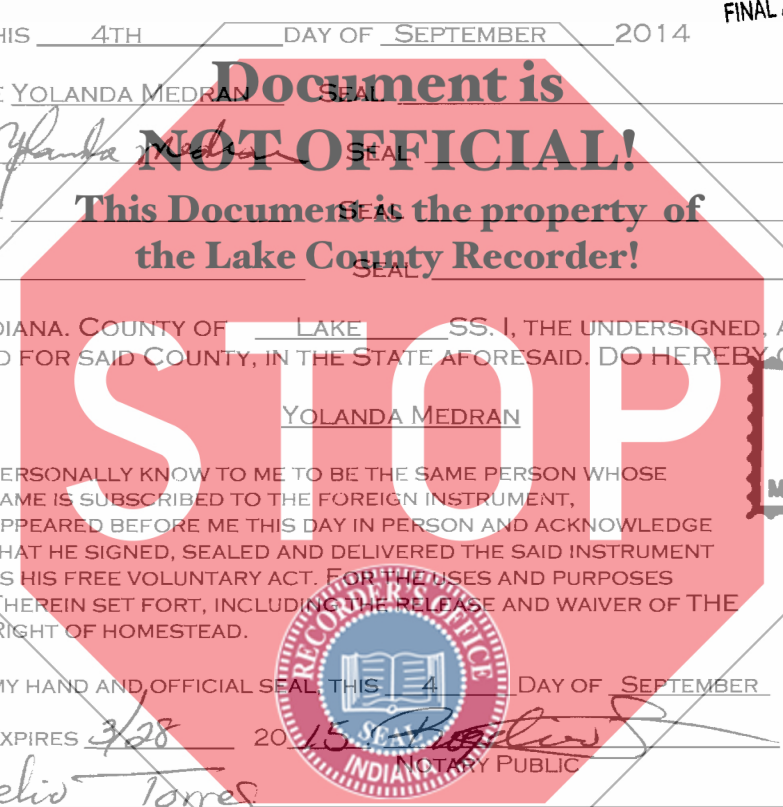 FINAL
HIS 4TH DAY OF SEPTEMBER 2014
E YOLANDA MEDRAN SEAL
Document is
Yolanda Medran SEAL
NOT OFFICIAL!
SEAL
This Document is the property of
the Lake County Recorder!
SEAL
DIANA. COUNTY OF LAKE SS. I, THE UNDERSIGNED, A
D FOR SAID COUNTY, IN THE STATE AFORESAID. DO HEREBY C
STOP
YOLANDA MEDRAN
M
ERSONALLY KNOW TO ME TO BE THE SAME PERSON WHOSE
AME IS SUBSCRIBED TO THE FOREIGN INSTRUMENT,
PPEARED BEFORE ME THIS DAY IN PERSON AND ACKNOWLEDGE
HAT HE SIGNED, SEALED AND DELIVERED THE SAID INSTRUMENT
S HIS FREE VOLUNTARY ACT. FOR THE USES AND PURPOSES
THEREIN SET FORT, INCLUDING THE RELEASE AND WAIVER OF THE
RIGHT OF HOMESTEAD.
RECORDER'S OFFICE
SEAL
INDIANA
MY HAND AND OFFICIAL SEAL, THIS 4 DAY OF SEPTEMBER
XPIRES 3/28 2015
NOTARY PUBLIC
elio Torres